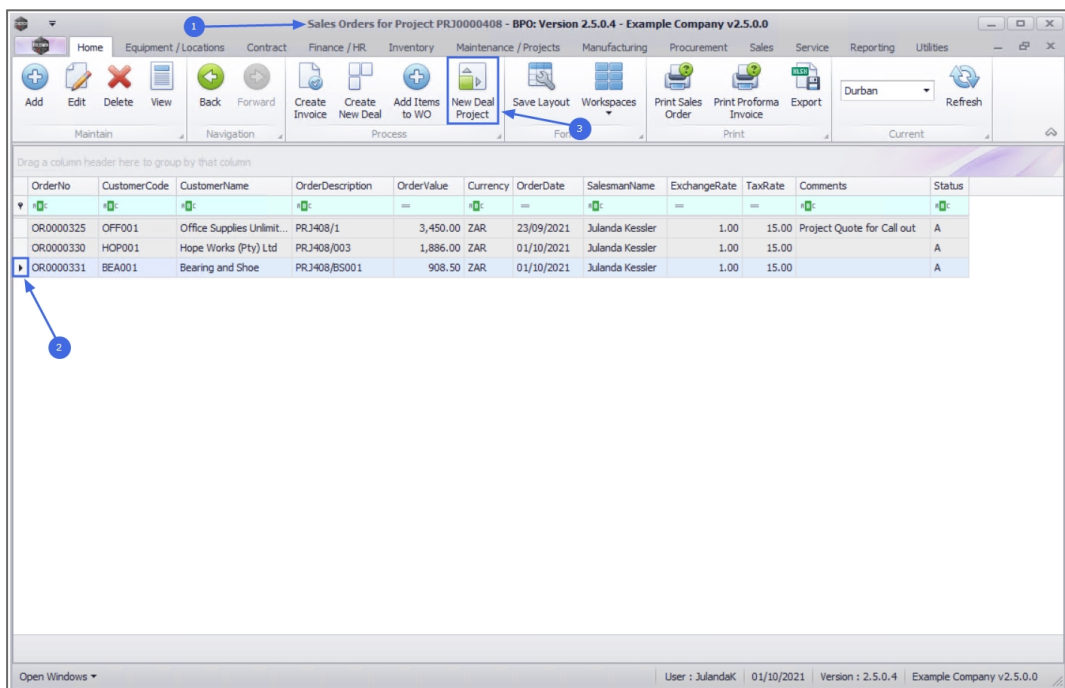 1
Sales Orders for Project PRJ0000408 - BPO: Version 2.5.0.4 - Example Company v2.5.0.0
Home Equipment / Locations Contract Finance / HR Inventory Maintenance / Projects Manufacturing Procurement Sales Service Reporting Utilities
Add Edit Delete View Back Forward Create Invoice Create New Deal Add Items to WO New Deal Project Save Layout Workspaces Print Sales Order Print Proforma Invoice Export Durban Refresh
3
Maintain Navigation Process For Print Current
Drag a column header here to group by that column
OrderNo CustomerCode CustomerName OrderDescription OrderValue Currency OrderDate SalesmanName ExchangeRate TaxRate Comments Status
OR0000325 OFF001 Office Supplies Unlimit... PRJ408/1 3,450.00 ZAR 23/09/2021 Julanda Kessler 1.00 15.00 Project Quote for Call out A
OR0000330 HOP001 Hope Works (Pty) Ltd PRJ408/003 1,886.00 ZAR 01/10/2021 Julanda Kessler 1.00 15.00 A
OR0000331 BEA001 Bearing and Shoe PRJ408/BS001 908.50 ZAR 01/10/2021 Julanda Kessler 1.00 15.00 A
2
Open Windows User : JulandaK 01/10/2021 Version : 2.5.0.4 Example Company v2.5.0.0